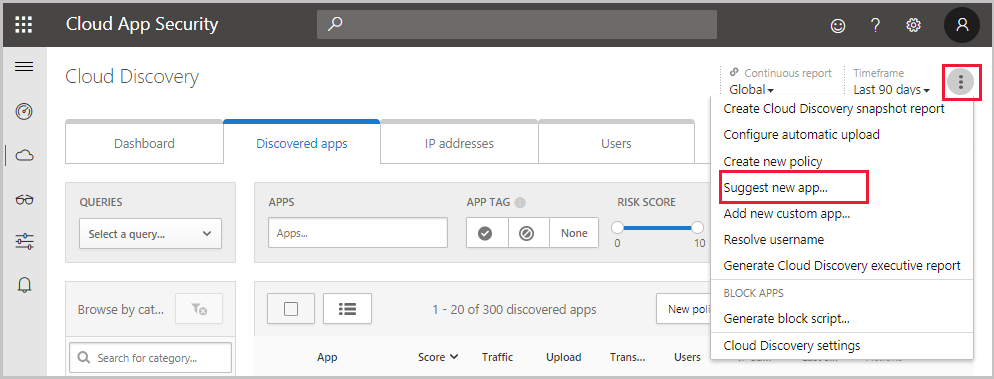 Cloud App Security
Cloud Discovery
Continuous report
Global
Timeframe
Last 90 days
Create Cloud Discovery snapshot report
Configure automatic upload
Create new policy
Suggest new app...
Add new custom app...
Resolve username
Generate Cloud Discovery executive report
BLOCK APPS
Generate block script...
Cloud Discovery settings
Dashboard
Discovered apps
IP addresses
Users
QUERIES
Select a query...
APPS
Apps...
APP TAG
None
RISK SCORE
0
10
Browse by cat...
Search for category...
1 - 20 of 300 discovered apps
New poli
App
Score
Traffic
Upload
Trans...
Users
Actions